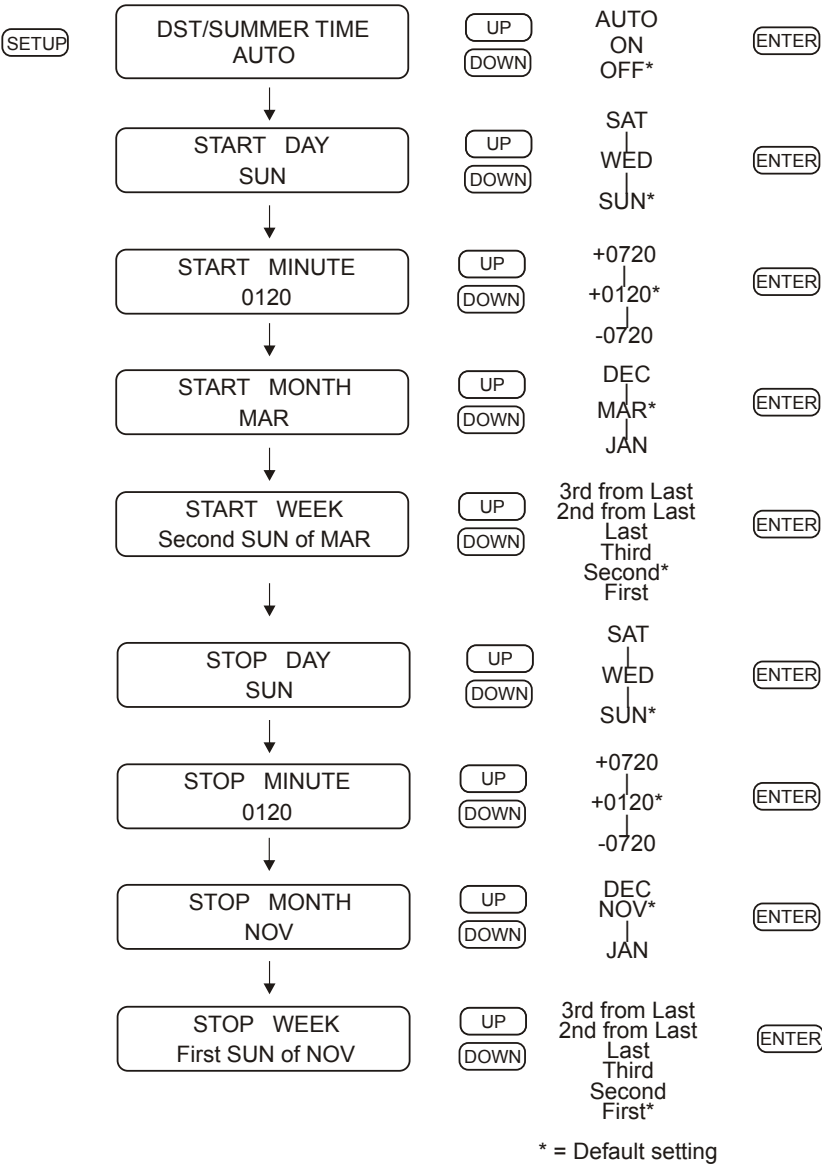 SETUP
DST/SUMMER TIME
AUTO
UP
DOWN
AUTO
ON
OFF*
ENTER
START DAY
SUN
UP
DOWN
SAT
WED
SUN*
ENTER
START MINUTE
0120
UP
DOWN
+0720
+0120*
-0720
ENTER
START MONTH
MAR
UP
DOWN
DEC
MAR*
JAN
ENTER
START WEEK
Second SUN of MAR
UP
DOWN
3rd from Last
2nd from Last
Last
Third
Second*
First
ENTER
STOP DAY
SUN
UP
DOWN
SAT
WED
SUN*
ENTER
STOP MINUTE
0120
UP
DOWN
+0720
+0120*
-0720
ENTER
STOP MONTH
NOV
UP
DOWN
DEC
NOV*
JAN
ENTER
STOP WEEK
First SUN of NOV
UP
DOWN
3rd from Last
2nd from Last
Last
Third
Second
First*
ENTER
* = Default setting